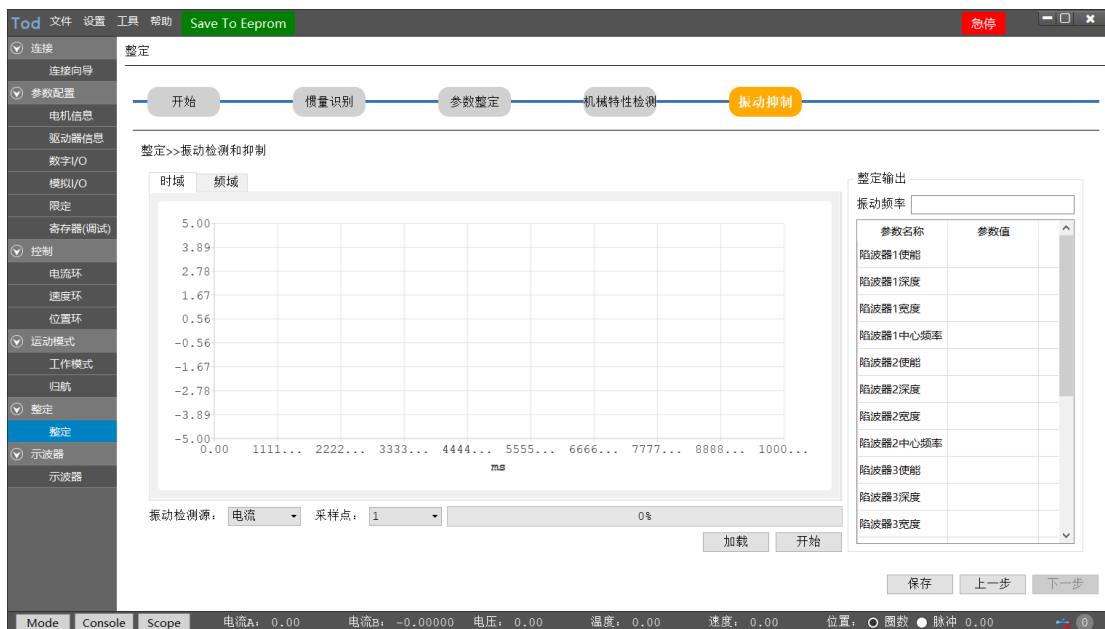 Tod 文件 设置 工具 帮助 Save To Eeprom 急停
连接
连接向导
参数配置
电机信息
驱动器信息
数字I/O
模拟I/O
限定
寄存器(调试)
控制
电流环
速度环
位置环
运动模式
工作模式
归航
整定
整定
示波器
示波器
整定
开始 惯量识别 参数整定 机械特性检测 振动抑制
整定>>振动检测和抑制
时域 频域
5.00
3.89
2.78
1.67
0.56
-0.56
-1.67
-2.78
-3.89
-5.00
0.00 1111... 2222... 3333... 4444... 5555... 6666... 7777... 8888... 1000...
ms
振动检测源： 电流 采样点： 1 0%
加载 开始
整定输出
振动频率
参数名称 参数值
陷波器1使能
陷波器1深度
陷波器1宽度
陷波器1中心频率
陷波器2使能
陷波器2深度
陷波器2宽度
陷波器2中心频率
陷波器3使能
陷波器3深度
陷波器3宽度
保存 上一步 下一步
Mode Console Scope 电流A： 0.00 电流B： -0.00000 电压： 0.00 温度： 0.00 速度： 0.00 位置： 圈数 脉冲 0.00 0